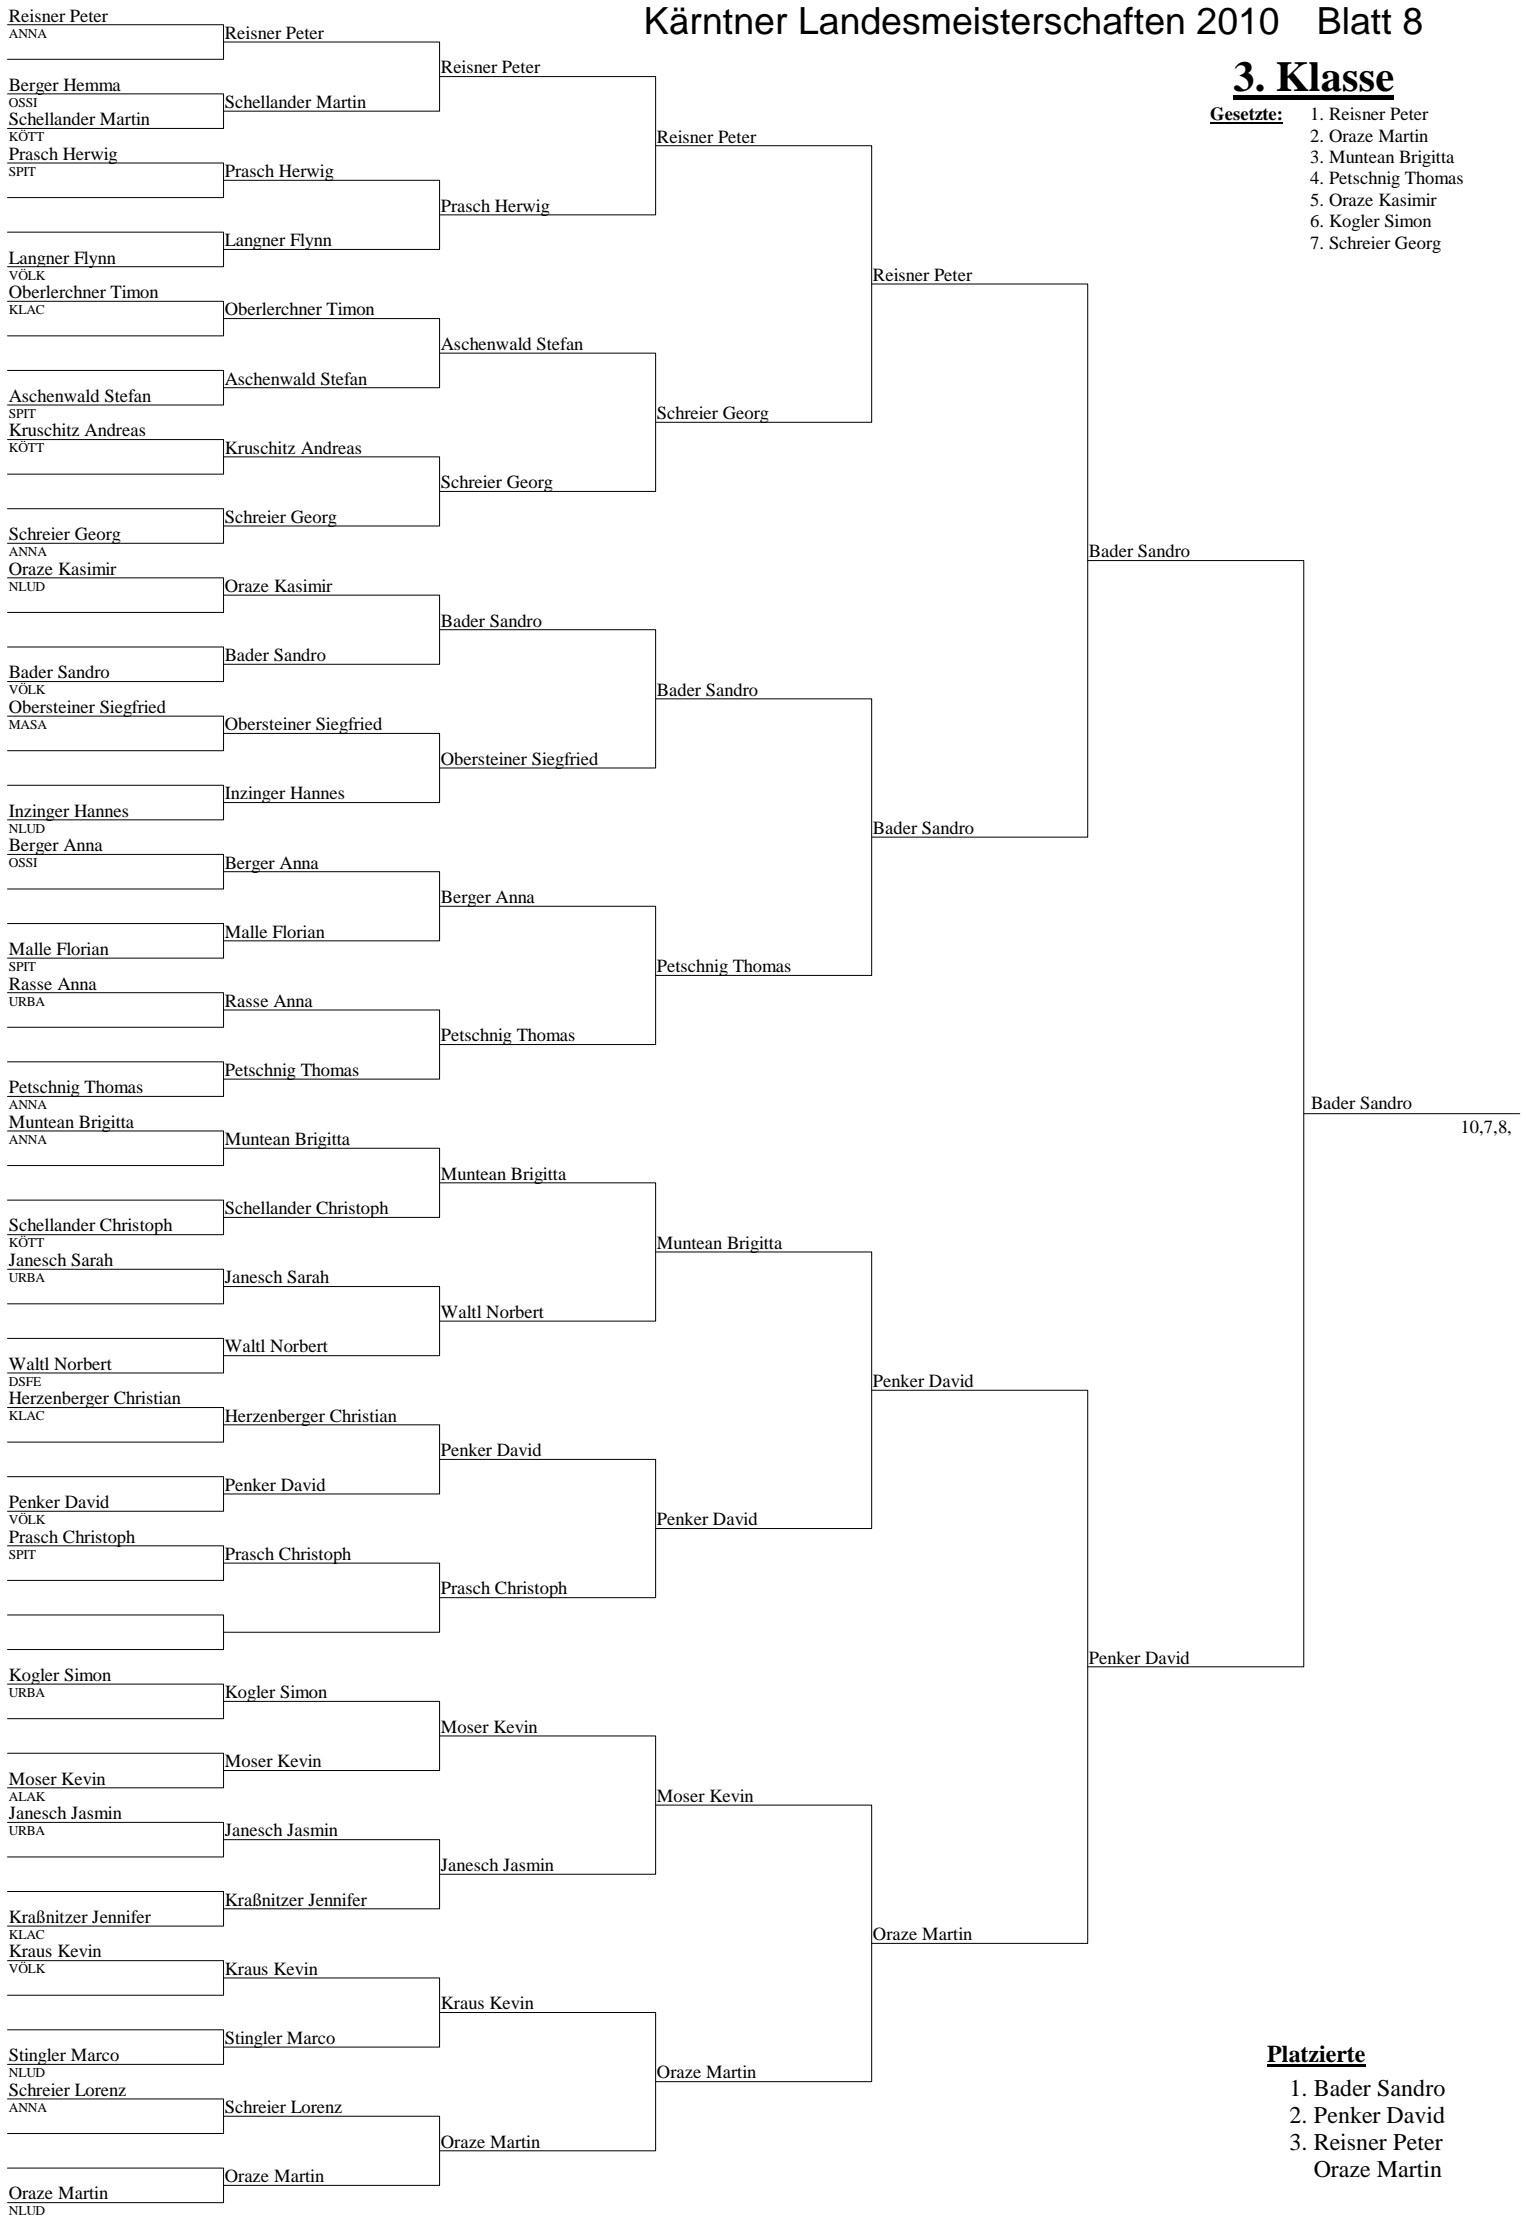 Kärntner Landesmeisterschaften 2010 Blatt 8
3. Klasse
Gesetzte: 1. Reisner Peter
2. Oraze Martin
3. Muntean Brigitta
4. Petschnig Thomas
5. Oraze Kasimir
6. Kogler Simon
7. Schreier Georg
Reisner Peter
ANNA
Berger Hemma
OSSI
Schellander Martin
KÖTT
Prasch Herwig
SPIT
Langner Flynn
VÖLK
Oberlerchner Timon
KLAC
Aschenwald Stefan
SPIT
Kruschitz Andreas
KÖTT
Schreier Georg
ANNA
Oraze Kasimir
NLUD
Bader Sandro
VÖLK
Obersteiner Siegfried
MASA
Inzinger Hannes
NLUD
Berger Anna
OSSI
Malle Florian
SPIT
Rasse Anna
URBA
Petschnig Thomas
ANNA
Muntean Brigitta
ANNA
Schellander Christoph
KÖTT
Janesch Sarah
URBA
Waltl Norbert
DSFE
Herzenberger Christian
KLAC
Penker David
VÖLK
Prasch Christoph
SPIT
Kogler Simon
URBA
Moser Kevin
ALAK
Janesch Jasmin
URBA
Kraßnitzer Jennifer
KLAC
Kraus Kevin
VÖLK
Stingler Marco
NLUD
Schreier Lorenz
ANNA
Oraze Martin
NLUD
Reisner Peter
Schellander Martin
Prasch Herwig
Langner Flynn
Oberlerchner Timon
Aschenwald Stefan
Kruschitz Andreas
Schreier Georg
Oraze Kasimir
Bader Sandro
Obersteiner Siegfried
Inzinger Hannes
Berger Anna
Malle Florian
Rasse Anna
Petschnig Thomas
Muntean Brigitta
Schellander Christoph
Janesch Sarah
Waltl Norbert
Herzenberger Christian
Penker David
Prasch Christoph
Kogler Simon
Moser Kevin
Janesch Jasmin
Kraßnitzer Jennifer
Kraus Kevin
Stingler Marco
Schreier Lorenz
Oraze Martin
Reisner Peter
Prasch Herwig
Aschenwald Stefan
Schreier Georg
Bader Sandro
Obersteiner Siegfried
Berger Anna
Petschnig Thomas
Muntean Brigitta
Waltl Norbert
Penker David
Prasch Christoph
Moser Kevin
Janesch Jasmin
Kraus Kevin
Oraze Martin
Reisner Peter
Schreier Georg
Bader Sandro
Petschnig Thomas
Muntean Brigitta
Penker David
Moser Kevin
Oraze Martin
Reisner Peter
Bader Sandro
Penker David
Oraze Martin
Bader Sandro
Penker David
Bader Sandro
10,7,8,
Platzierte
1. Bader Sandro
2. Penker David
3. Reisner Peter
Oraze Martin